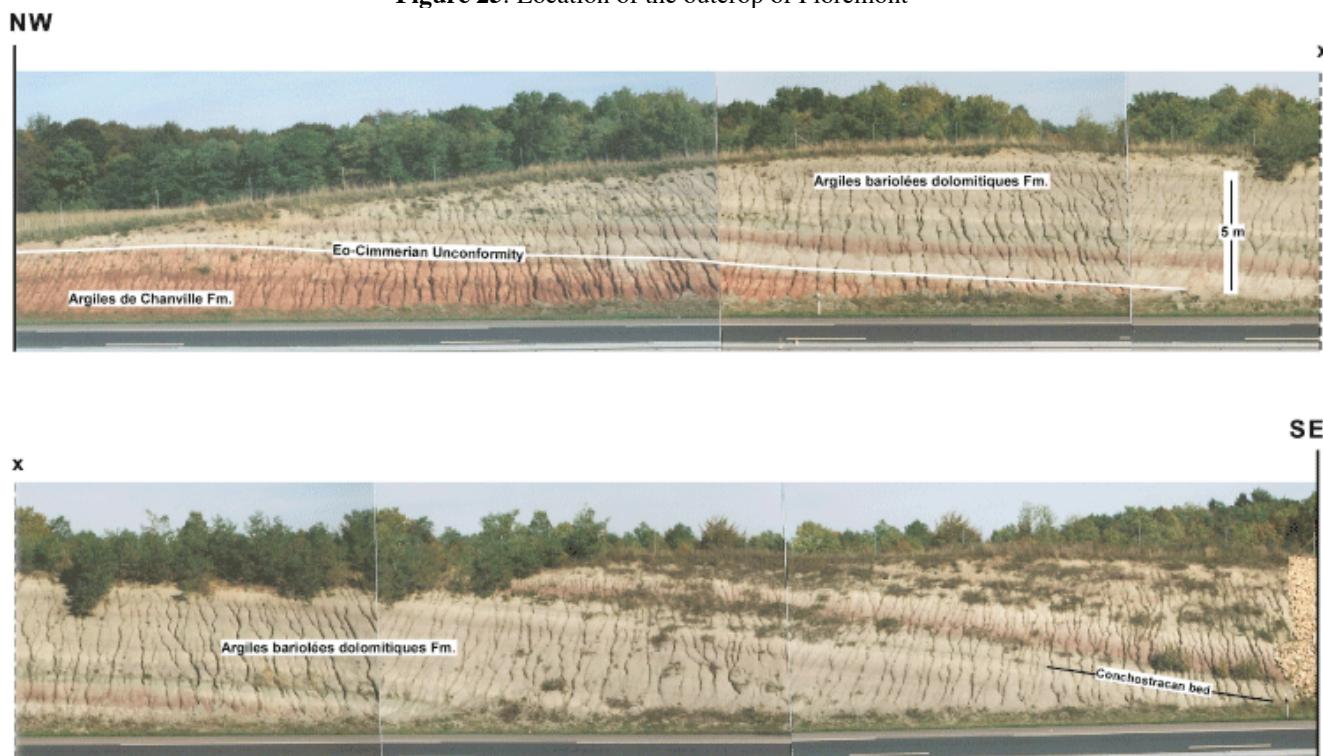 Figure 23. Location of the outcrop of Floremont
NW
x
Argiles bariolées dolomitiques Fm.
5 m
Eo-Cimmerian Unconformity
Argiles de Chanville Fm.
SE
x
Argiles bariolées dolomitiques Fm.
Conchostracan bed